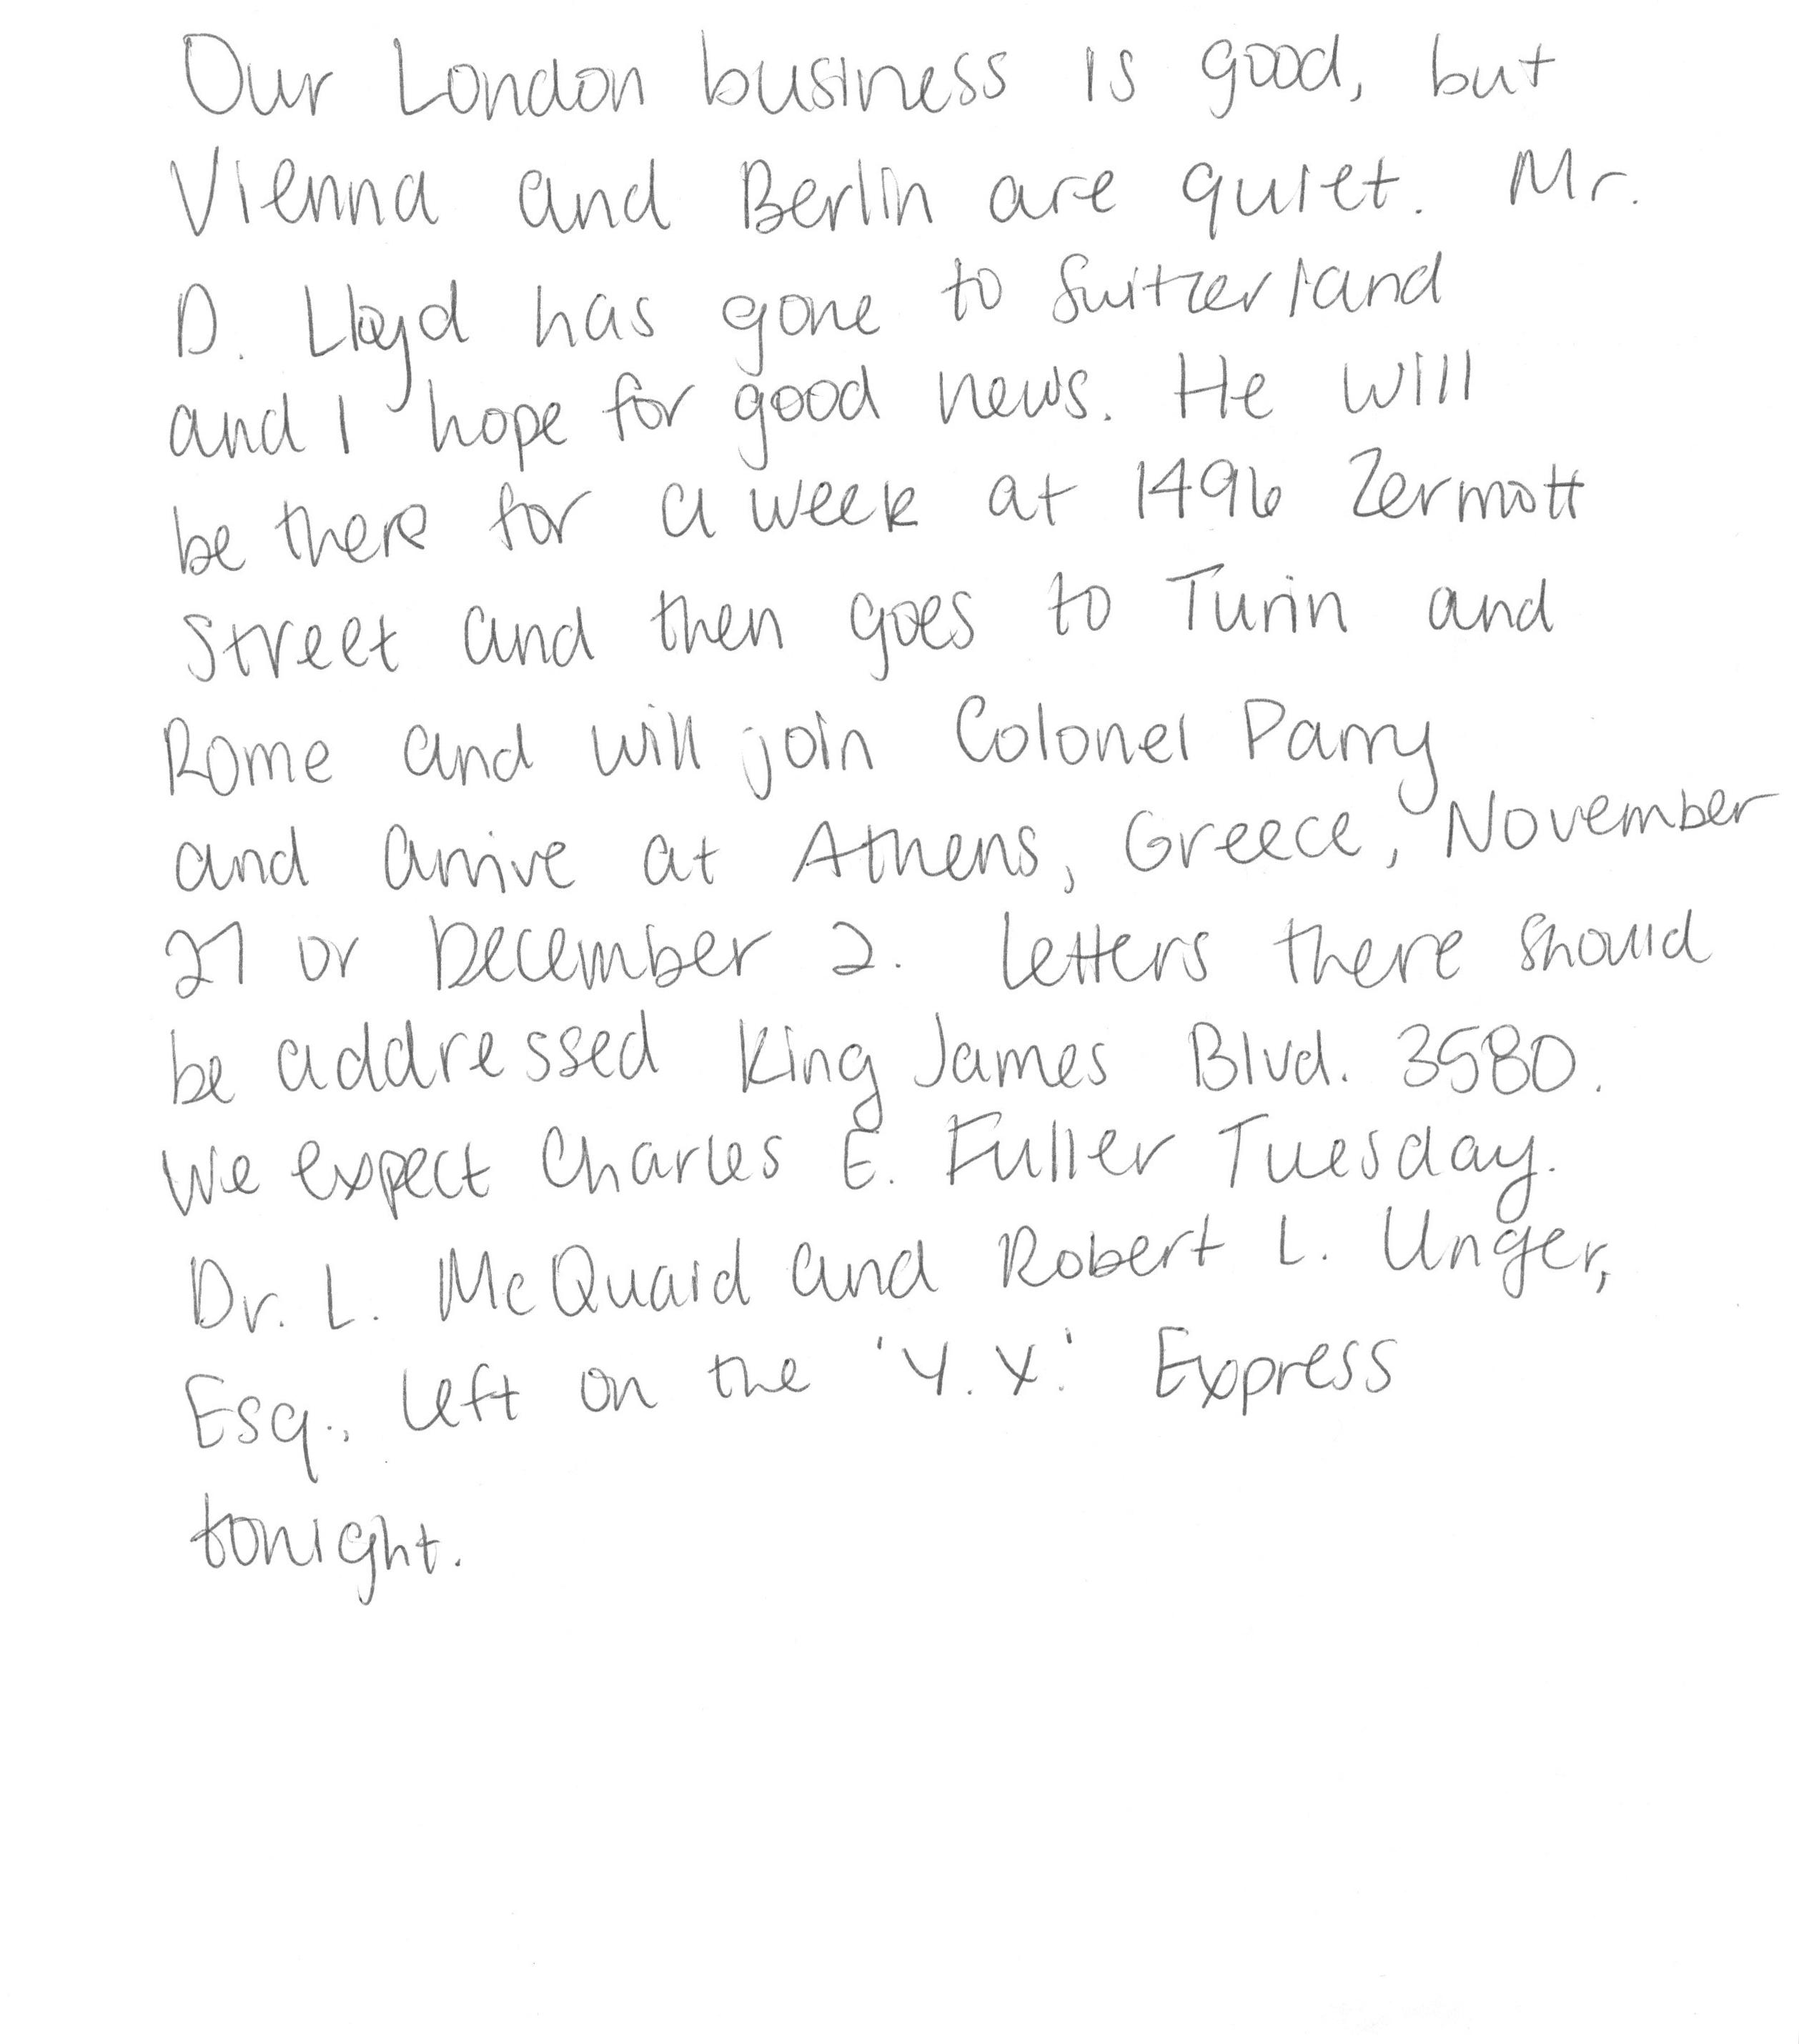 Our London business is good, but
Vienna and Berlin are quiet. Mr.
D. Lloyd has gone to Switzerland
and I hope for good news. He will
be there for a week at 1496 Zermott
Street and then goes to Turin and
Rome and will join Colonel Parry
and arrive at Athens, Greece, November
27 or December 2. Letters there should
be addressed King James Blvd. 3580.
We expect Charles E. Fuller Tuesday.
Dr. L. McQuaid and Robert L. Unger,
Esq., left on the 'Y.X.' Express
tonight.